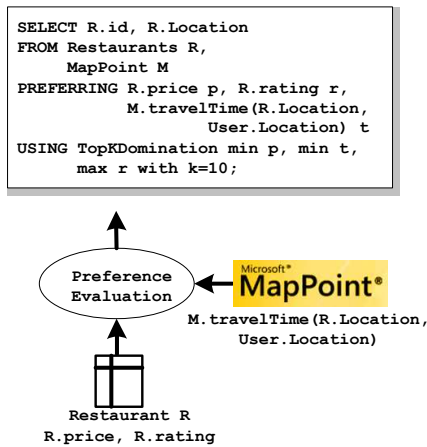 SELECT R.id, R.Location
FROM Restaurants R,
MapPoint M
PREFERRING R.price p, R.rating r,
M.travelTime(R.Location,
User.Location) t
USING TopKDomination min p, min t,
max r with k=10;
Preference
Evaluation
Microsoft®
MapPoint®
M.travelTime(R.Location,
User.Location)
Restaurant R
R.price, R.rating